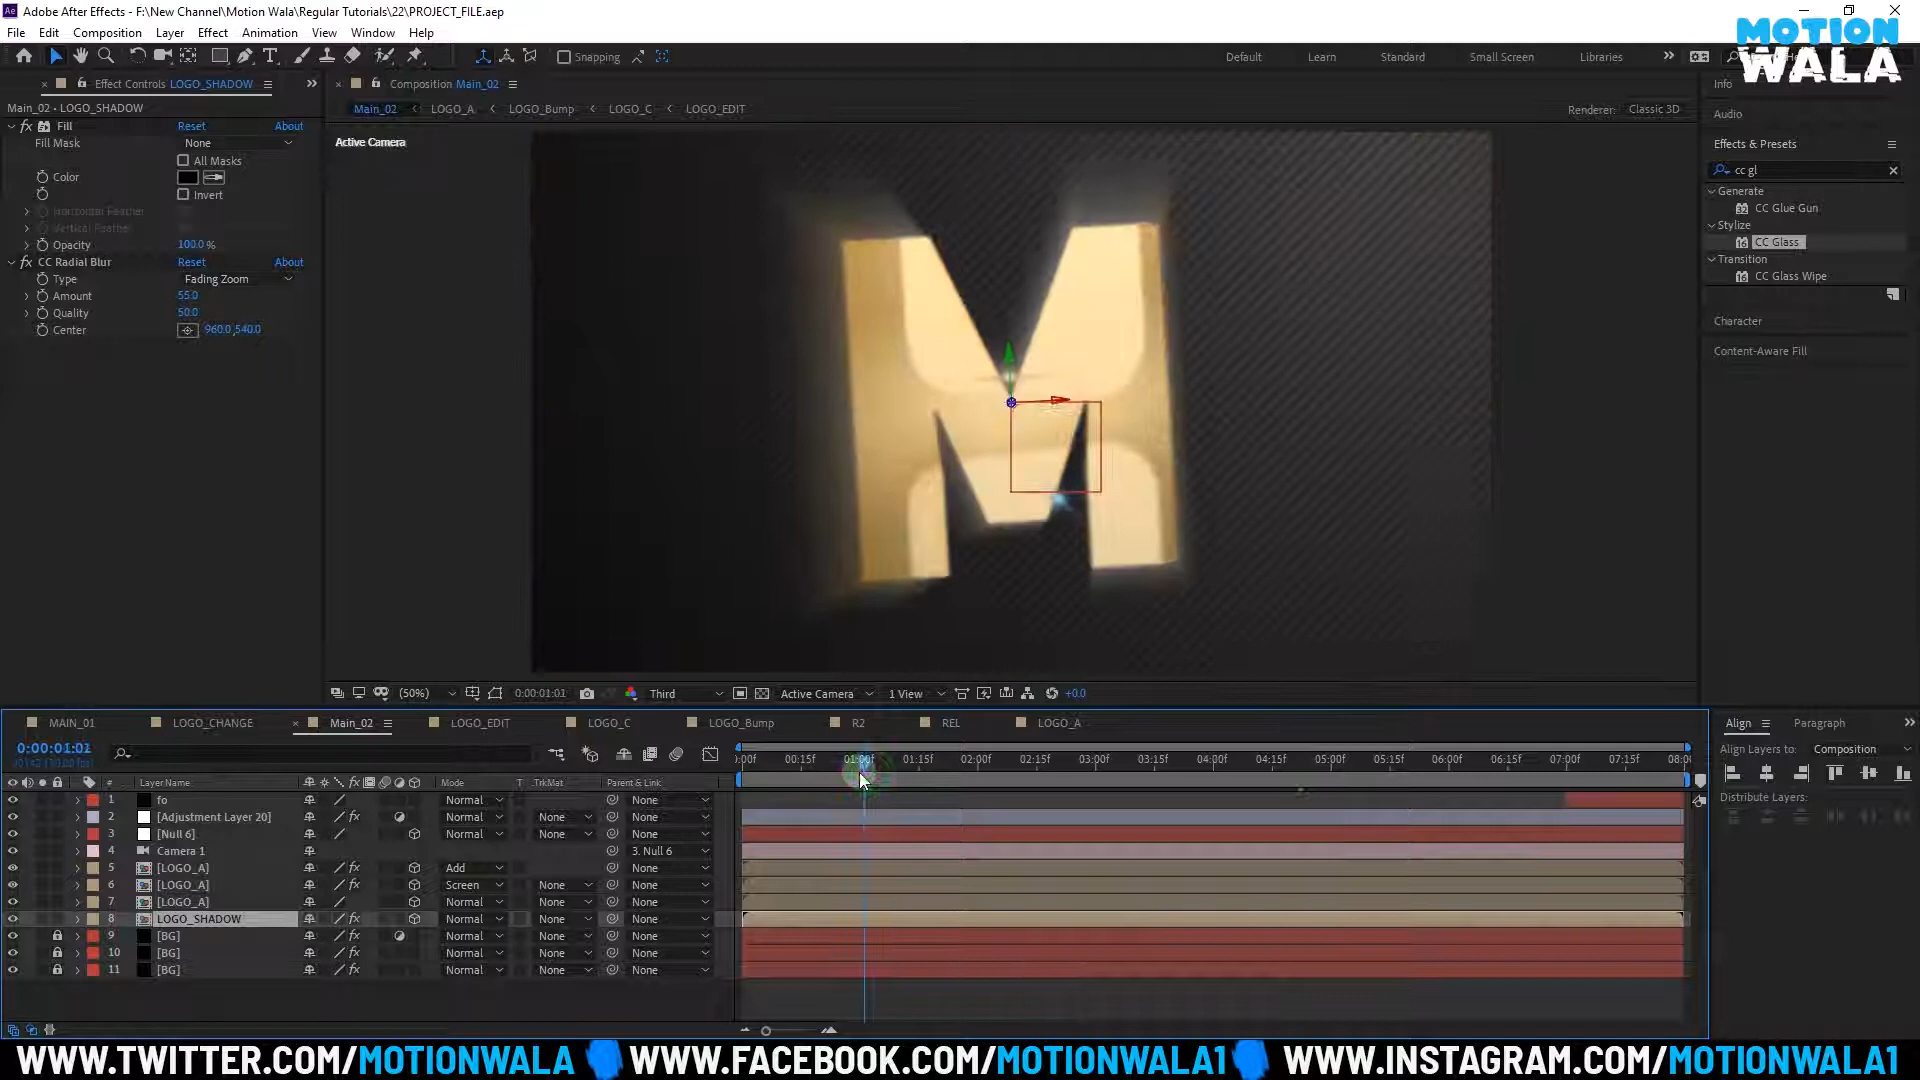 Adobe After Effects - F:\New Channel\Motion Wala\Regular Tutorials\22\PROJECT_FILE.aep
File Edit Composition Layer Effect Animation View Window Help
MOTION
WALA
Snapping
Default Learn Standard Small Screen Libraries
Effect Controls LOGO_SHADOW
Composition Main_02
Info
Main_02 • LOGO_SHADOW
Main_02 LOGO_A LOGO_Bump LOGO_C LOGO_EDIT
Renderer: Classic 3D
Audio
fx Fill Reset About
Fill Mask None
All Masks
Color
Invert
Horizontal Feather
Vertical Feather
Opacity 100.0 %
fx CC Radial Blur Reset About
Type Fading Zoom
Amount 55.0
Quality 50.0
Center 960.0,540.0
Active Camera
M
Effects & Presets
cc gl
Generate
CC Glue Gun
Stylize
CC Glass
Transition
CC Glass Wipe
Character
Content-Aware Fill
(50%) 0:00:01:01 Third Active Camera 1 View +0.0
MAIN_01 LOGO_CHANGE Main_02 LOGO_EDIT LOGO_C LOGO_Bump R2 REL LOGO_A
Align Paragraph
0:00:01:01
Align Layers to: Composition
00:15f 01:00f 01:15f 02:00f 02:15f 03:00f 03:15f 04:00f 04:15f 05:00f 05:15f 06:00f 06:15f 07:00f 07:15f
# Layer Name Mode T .TrkMat Parent & Link
Distribute Layers:
1 fo Normal None
2 [Adjustment Layer 20] fx Normal None None
3 [Null 6] Normal None None
4 Camera 1 3. Null 6
5 [LOGO_A] fx Add None
6 [LOGO_A] fx Screen None None
7 [LOGO_A] Normal None None
8 LOGO_SHADOW fx Normal None None
9 [BG] fx Normal None None
10 [BG] fx Normal None None
11 [BG] fx Normal None None
WWW.TWITTER.COM/MOTIONWALA WWW.FACEBOOK.COM/MOTIONWALA1 WWW.INSTAGRAM.COM/MOTIONWALA1